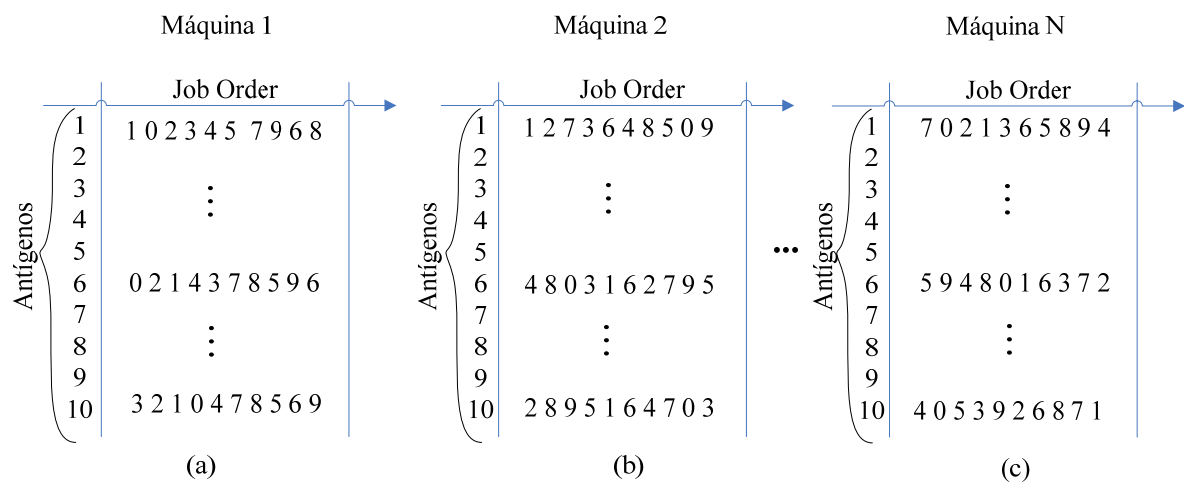 Máquina 1
Job Order
Antígenos
1 1 0 2 3 4 5 7 9 6 8
2
3
4
5
6 0 2 1 4 3 7 8 5 9 6
7
8
9
10 3 2 1 0 4 7 8 5 6 9
(a)
Máquina 2
Job Order
Antígenos
1 1 2 7 3 6 4 8 5 0 9
2
3
4
5
6 4 8 0 3 1 6 2 7 9 5
7
8
9
10 2 8 9 5 1 6 4 7 0 3
(b)
...
Máquina N
Job Order
Antígenos
1 7 0 2 1 3 6 5 8 9 4
2
3
4
5
6 5 9 4 8 0 1 6 3 7 2
7
8
9
10 4 0 5 3 9 2 6 8 7 1
(c)